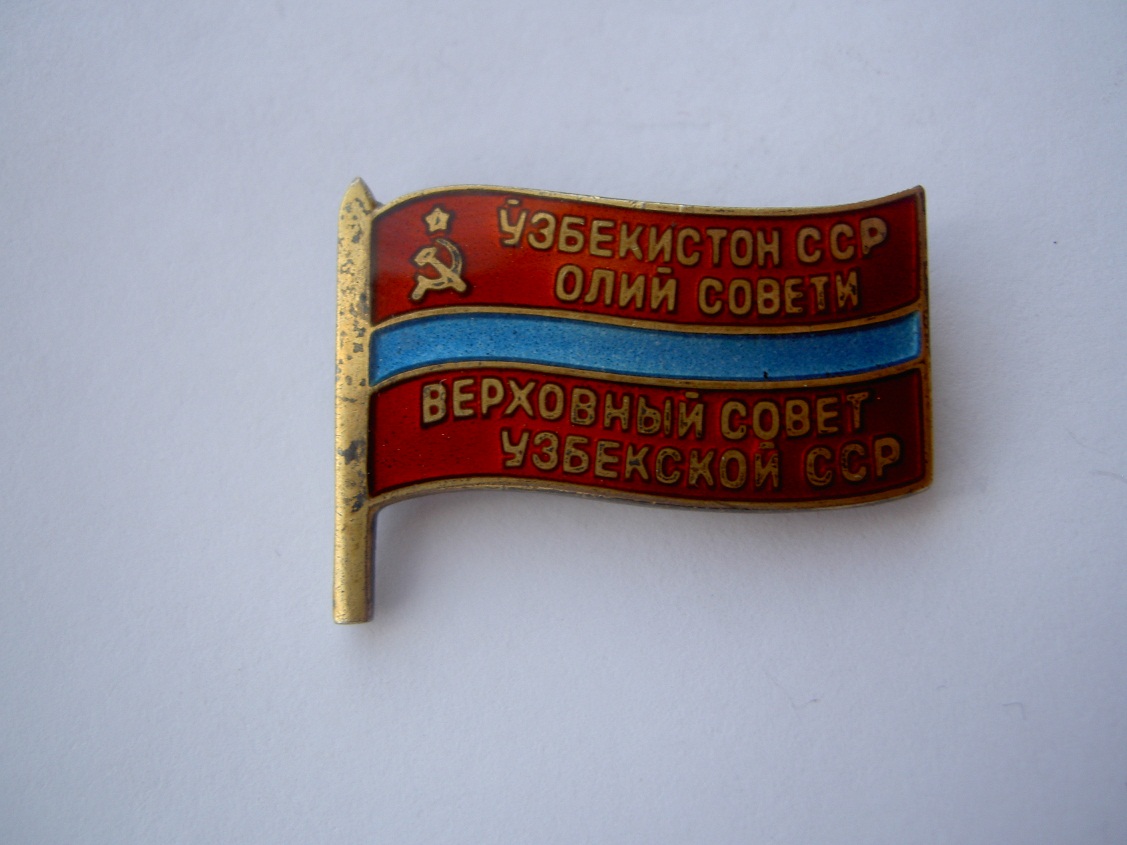 ЎЗБЕКИСТОН ССР
ОЛИЙ СОВЕТИ
ВЕРХОВНЫЙ СОВЕТ
УЗБЕКСКОЙ ССР